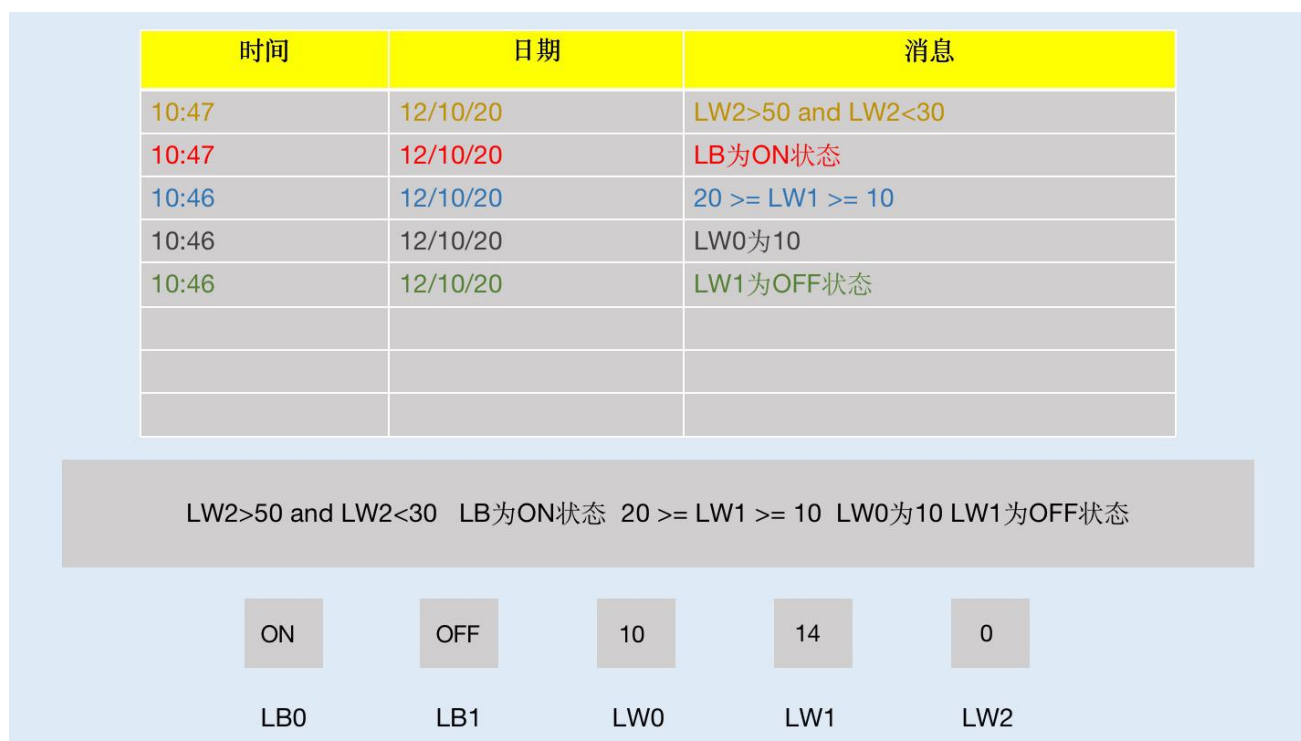 时间 日期 消息
10:47 12/10/20 LW2>50 and LW2<30
10:47 12/10/20 LB为ON状态
10:46 12/10/20 20 >= LW1 >= 10
10:46 12/10/20 LW0为10
10:46 12/10/20 LW1为OFF状态
LW2>50 and LW2<30 LB为ON状态 20 >= LW1 >= 10 LW0为10 LW1为OFF状态
ON OFF 10 14 0
LB0 LB1 LW0 LW1 LW2